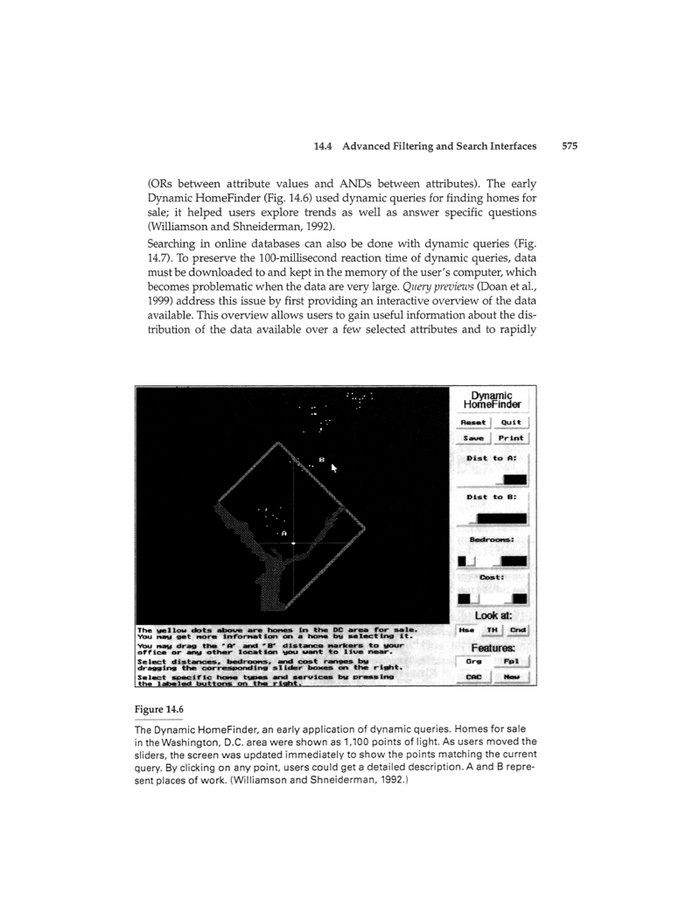 14.4 Advanced Filtering and Search Interfaces 575
(ORs between attribute values and ANDs between attributes). The early
Dynamic HomeFinder (Fig. 14.6) used dynamic queries for finding homes for
sale; it helped users explore trends as well as answer specific questions
(Williamson and Shneiderman, 1992).
Searching in online databases can also be done with dynamic queries (Fig.
14.7). To preserve the 100-millisecond reaction time of dynamic queries, data
must be downloaded to and kept in the memory of the user's computer, which
becomes problematic when the data are very large. Query previews (Doan et al.,
1999) address this issue by first providing an interactive overview of the data
available. This overview allows users to gain useful information about the dis-
tribution of the data available over a few selected attributes and to rapidly
B
A
Dynamic
HomeFinder
Reset Quit
Save Print
Dist to A:
Dist to B:
Bedrooms:
Cost:
Look at:
Hse TH Cnd
Features:
Grg Fpl
CAC New
The yellow dots above are homes in the DC area for sale.
You may get more information on a home by selecting it.
You may drag the 'A' and 'B' distance markers to your
office or any other location you want to live near.
Select distances, bedrooms, and cost ranges by
dragging the corresponding slider boxes on the right.
Select specific home types and services by pressing
the labeled buttons on the right.
Figure 14.6
The Dynamic HomeFinder, an early application of dynamic queries. Homes for sale
in the Washington, D.C. area were shown as 1,100 points of light. As users moved the
sliders, the screen was updated immediately to show the points matching the current
query. By clicking on any point, users could get a detailed description. A and B repre-
sent places of work. (Williamson and Shneiderman, 1992.)